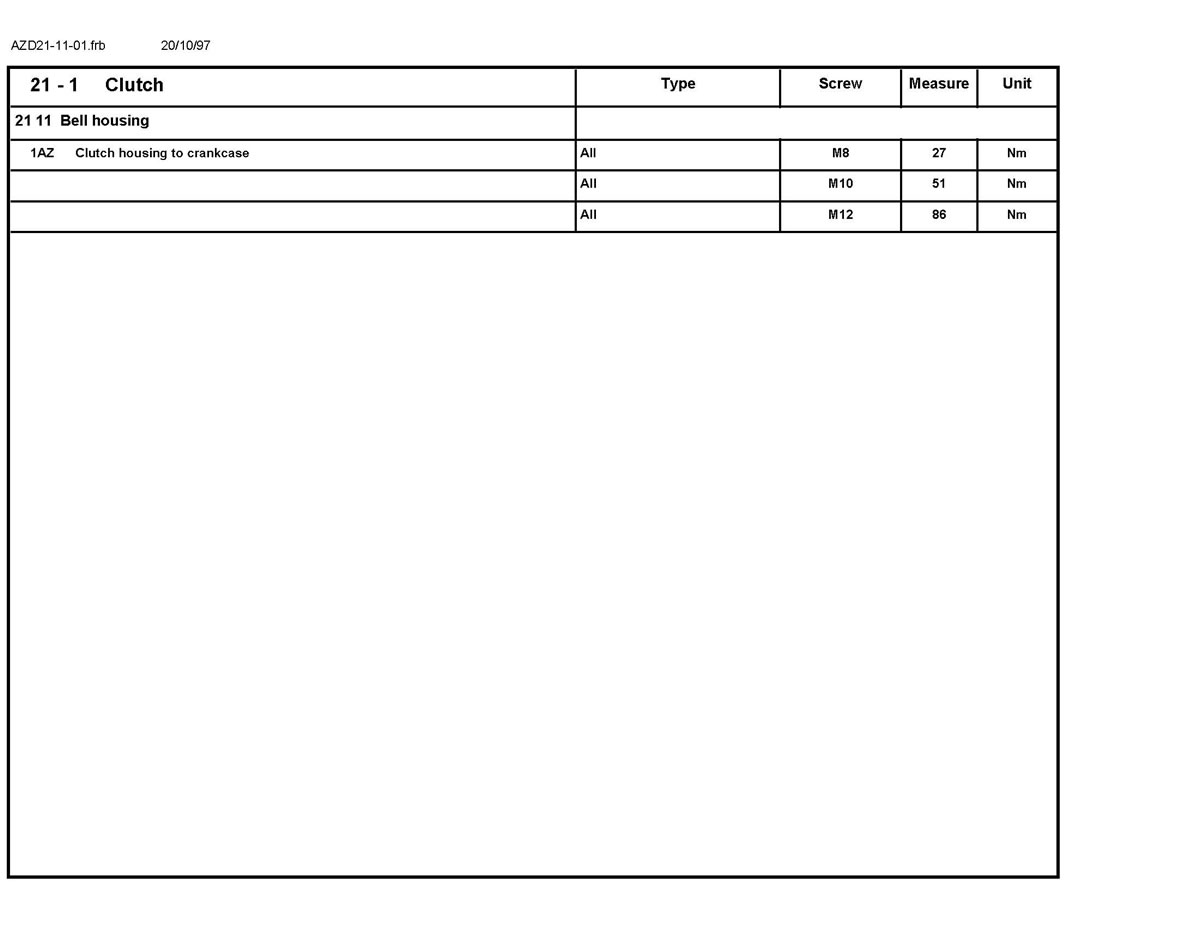 AZD21-11-01.frb 20/10/97
21 - 1 Clutch Type Screw Measure Unit
21 11 Bell housing
1AZ Clutch housing to crankcase All M8 27 Nm
All M10 51 Nm
All M12 86 Nm